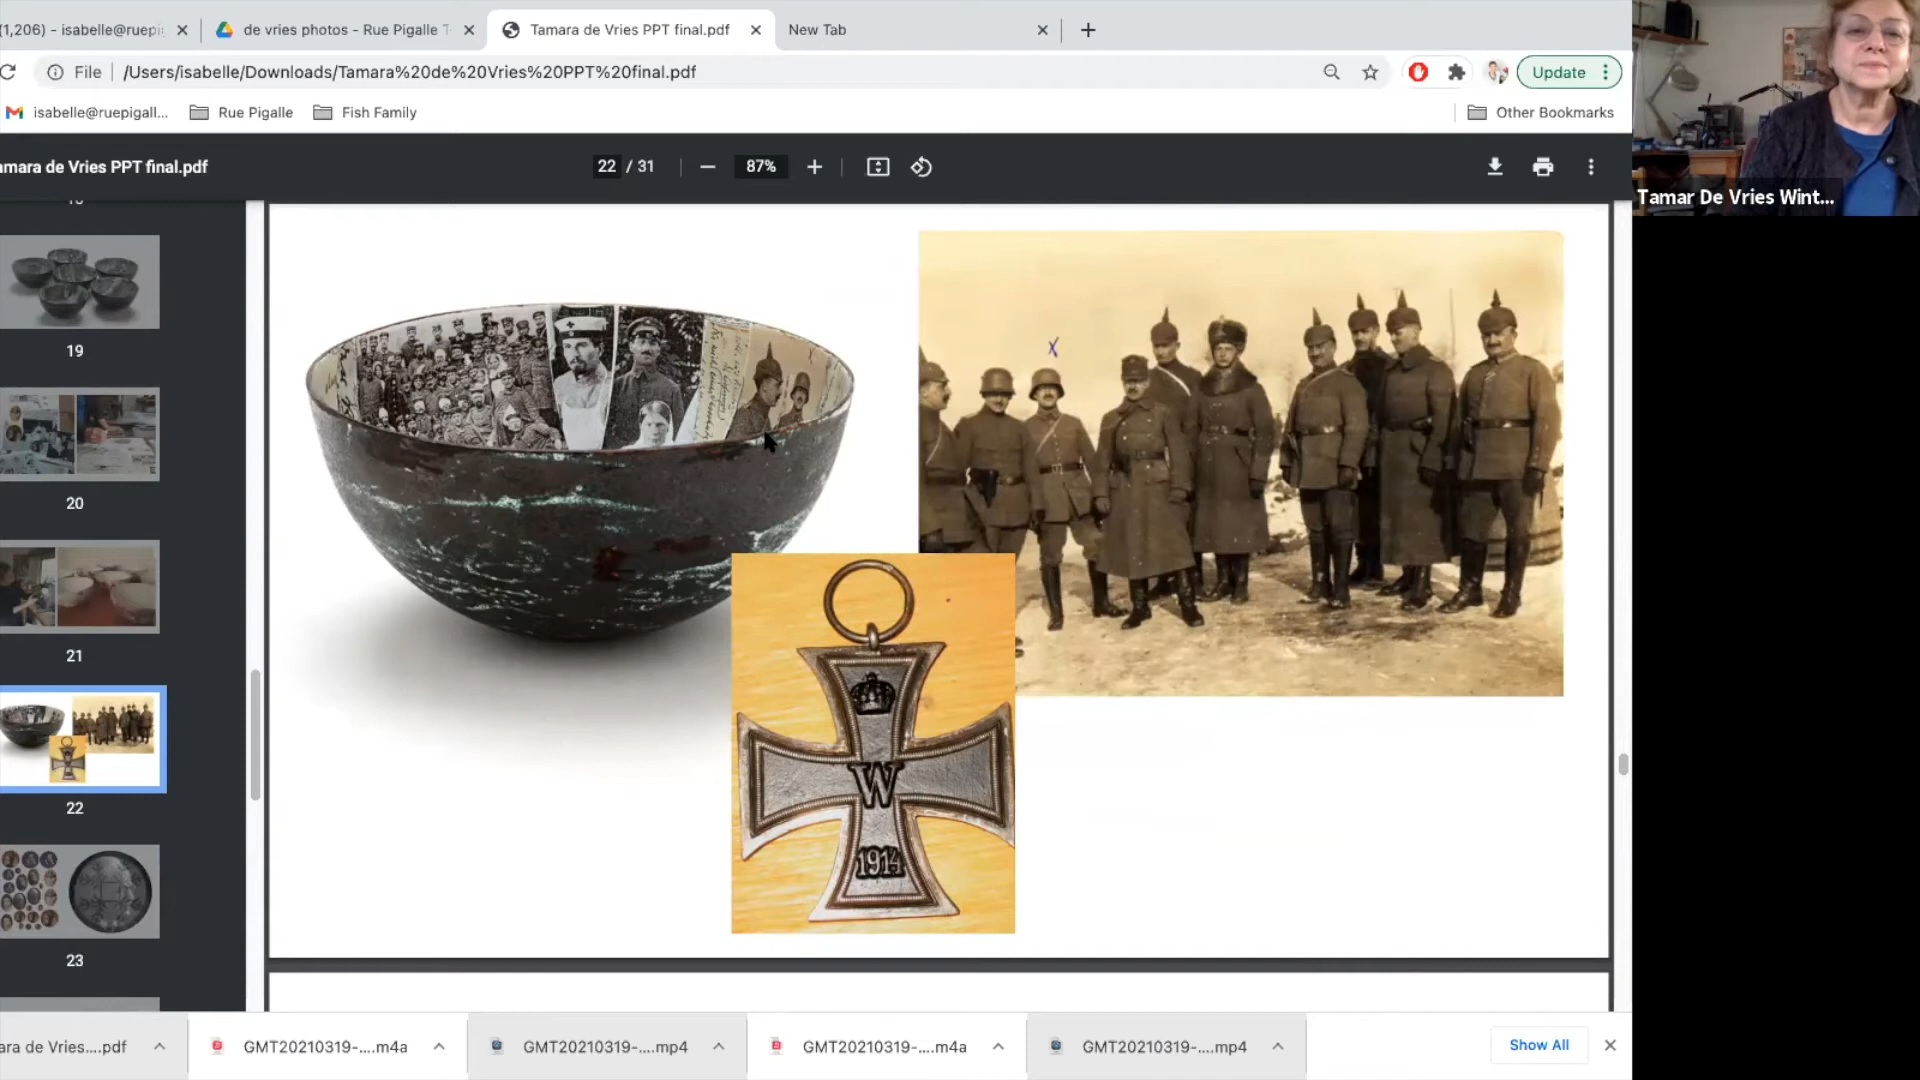 (1,206) - isabelle@ruepi
de vries photos - Rue Pigalle T
Tamara de Vries PPT final.pdf
New Tab
File
/Users/isabelle/Downloads/Tamara%20de%20Vries%20PPT%20final.pdf
Update
isabelle@ruepigall...
Rue Pigalle
Fish Family
Other Bookmarks
amara de Vries PPT final.pdf
22 / 31
87%
Tamar De Vries Wint...
19
20
21
22
23
X
W
1914
ara de Vries....pdf
GMT20210319-....m4a
GMT20210319-....mp4
GMT20210319-....m4a
GMT20210319-....mp4
Show All